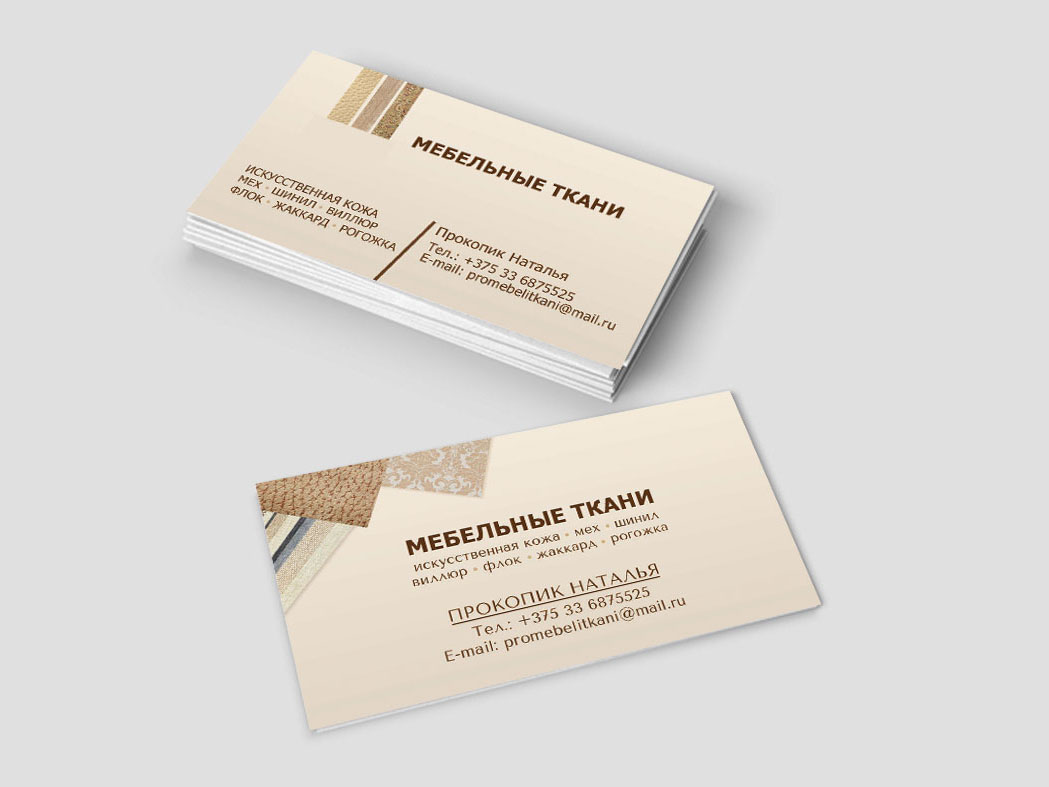 МЕБЕЛЬНЫЕ ТКАНИ
ИСКУССТВЕННАЯ КОЖА
МЕХ • ШИНИЛ • ВИЛЛЮР
ФЛОК • ЖАККАРД • РОГОЖКА
Прокопик Наталья
Тел.: +375 33 6875525
E-mail: promebelitkani@mail.ru
МЕБЕЛЬНЫЕ ТКАНИ
искусственная кожа • мех • шинил
виллюр • флок • жаккард • рогожка
ПРОКОПИК НАТАЛЬЯ
Тел.: +375 33 6875525
E-mail: promebelitkani@mail.ru